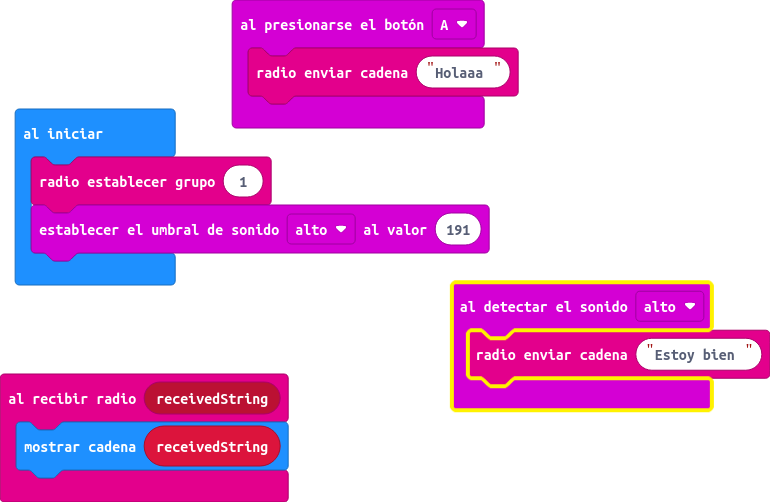 al presionarse el botón A
radio enviar cadena "Holaaa "
al iniciar
radio establecer grupo 1
establecer el umbral de sonido alto al valor 191
al detectar el sonido alto
radio enviar cadena "Estoy bien "
al recibir radio receivedString
mostrar cadena receivedString